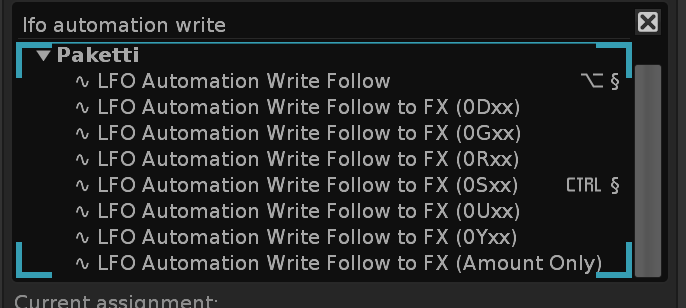 lfo automation write
▼ Paketti
∿ LFO Automation Write Follow ⌥ §
∿ LFO Automation Write Follow to FX (0Dxx)
∿ LFO Automation Write Follow to FX (0Gxx)
∿ LFO Automation Write Follow to FX (0Rxx)
∿ LFO Automation Write Follow to FX (0Sxx) CTRL §
∿ LFO Automation Write Follow to FX (0Uxx)
∿ LFO Automation Write Follow to FX (0Yxx)
∿ LFO Automation Write Follow to FX (Amount Only)
Current assignment: